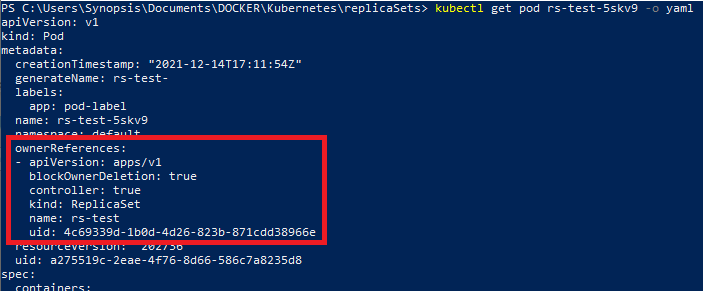 PS C:\Users\Synopsis\Documents\DOCKER\Kubernetes\replicaSets> kubectl get pod rs-test-5skv9 -o yaml
apiVersion: v1
kind: Pod
metadata:
  creationTimestamp: "2021-12-14T17:11:54Z"
  generateName: rs-test-
  labels:
    app: pod-label
  name: rs-test-5skv9
  namespace: default
  ownerReferences:
  - apiVersion: apps/v1
    blockOwnerDeletion: true
    controller: true
    kind: ReplicaSet
    name: rs-test
    uid: 4c69339d-1b0d-4d26-823b-871cdd38966e
  resourceVersion: "202736"
  uid: a275519c-2eae-4f76-8d66-586c7a8235d8
spec:
  containers: